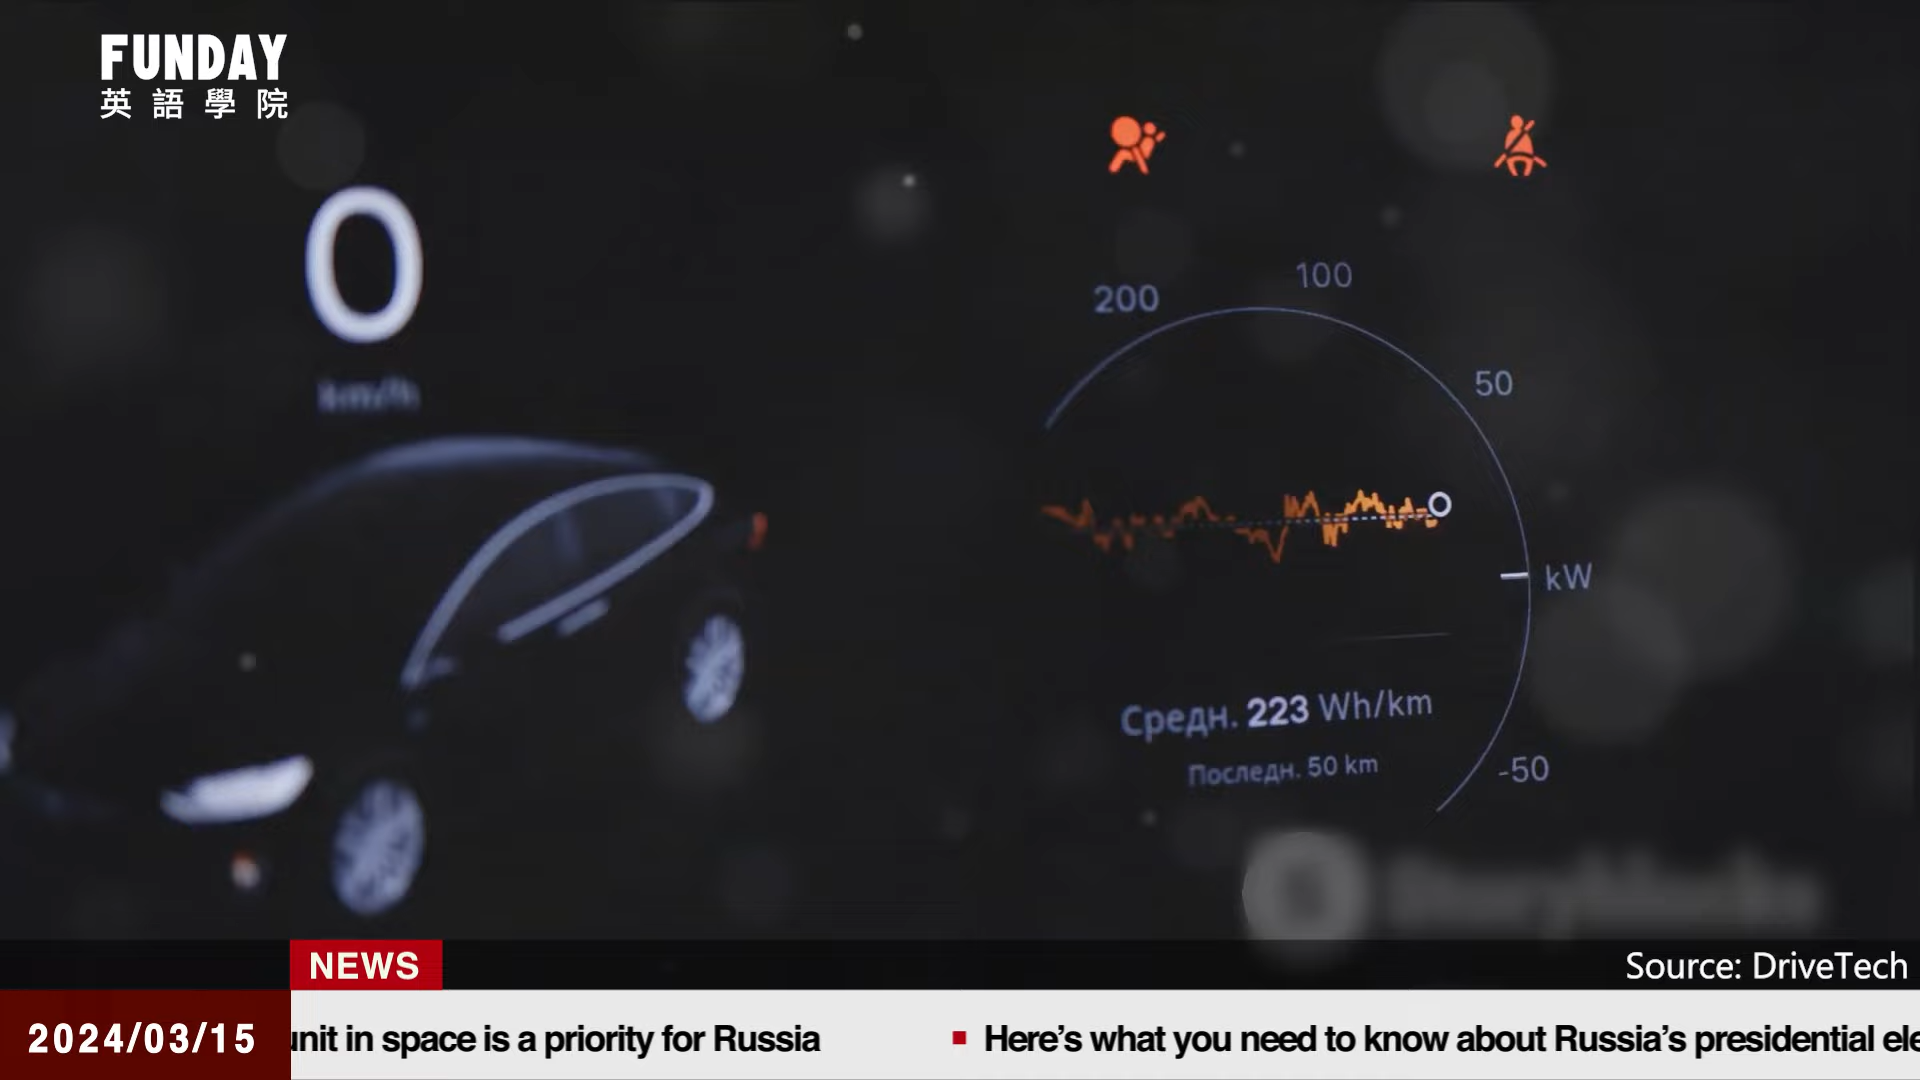 FUNDAY
英語學院
0
km/h
200
100
50
kW
-50
Средн. 223 Wh/km
Последн. 50 km
NEWS
Source: DriveTech
2024/03/15
unit in space is a priority for Russia
Here's what you need to know about Russia's presidential ele